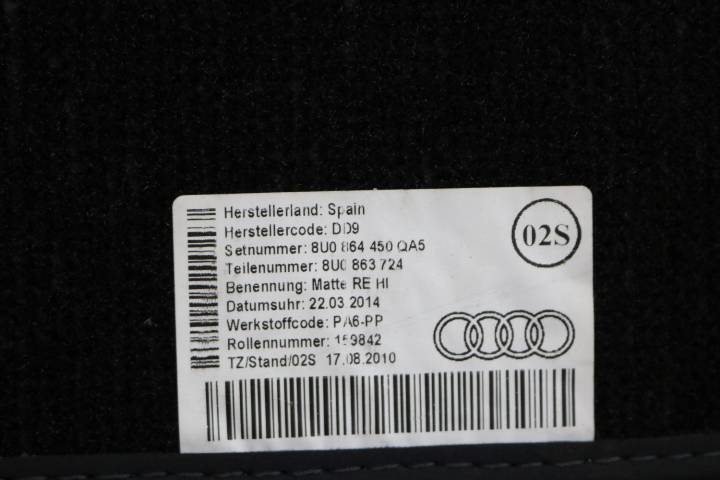 Herstellerland: Spain
Herstellercode: DD9
Setnummer: 8U0 864 450 QA5
Teilenummer: 8U0 863 724
Benennung: Matte RE HI
Datumsuhr: 22.03.2014
Werkstoffcode: PA6-PP
Rollennummer: 159842
TZ/Stand/02S 17.08.2010
02S